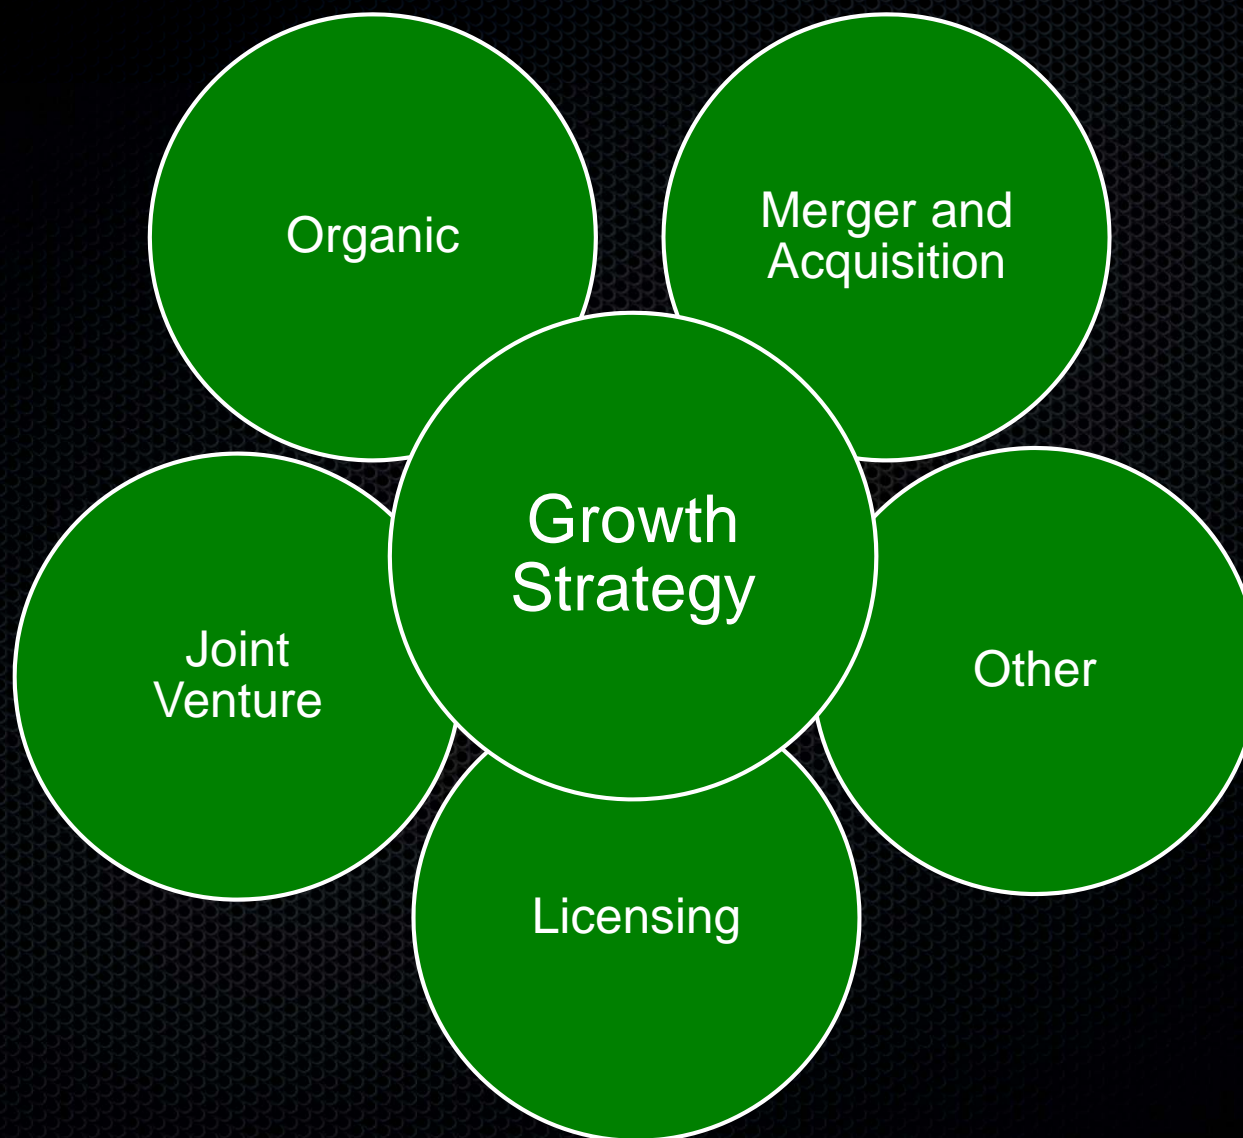 Organic
Merger and
Acquisition
Growth
Strategy
Joint
Venture
Other
Licensing